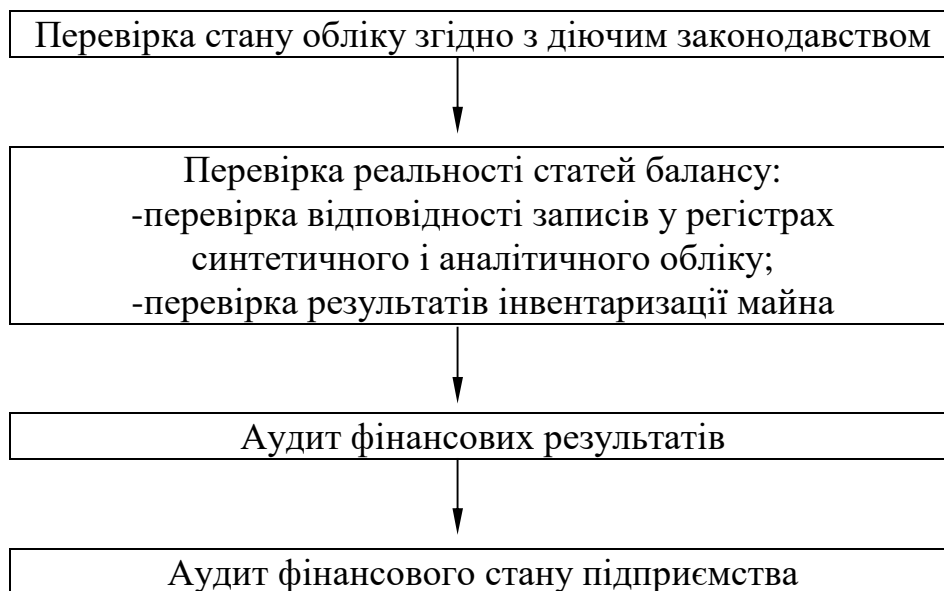 Перевірка стану обліку згідно з діючим законодавством
Перевірка реальності статей балансу:
-перевірка відповідності записів у регістрах
синтетичного і аналітичного обліку;
-перевірка результатів інвентаризації майна
Аудит фінансових результатів
Аудит фінансового стану підприємства